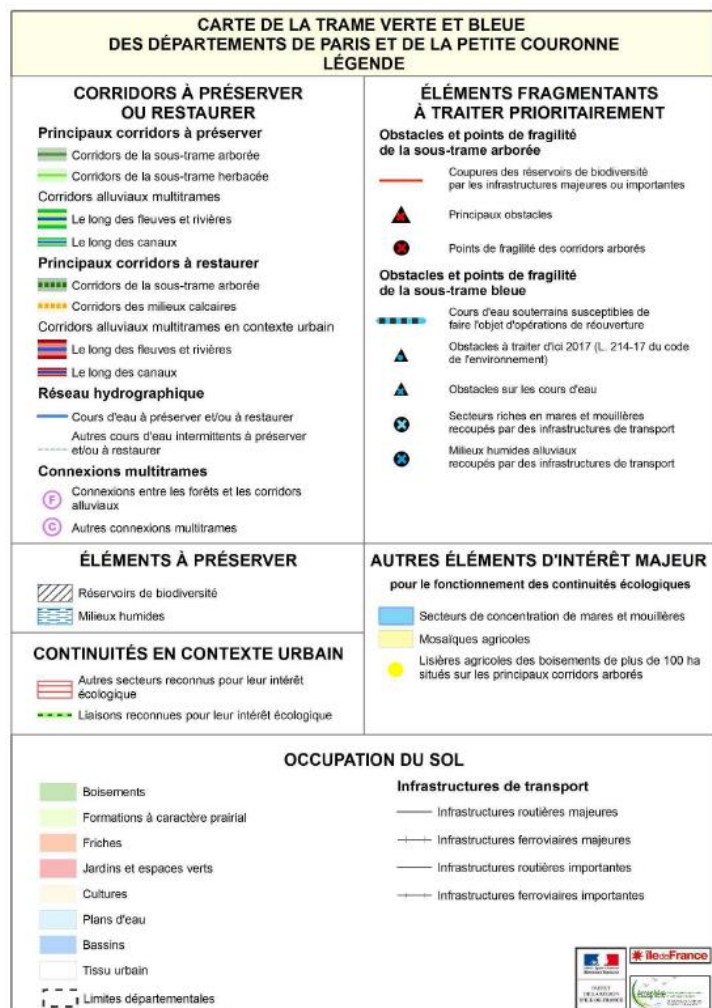 CARTE DE LA TRAME VERTE ET BLEUE
DES DÉPARTEMENTS DE PARIS ET DE LA PETITE COURONNE
LÉGENDE
CORRIDORS À PRÉSERVER
OU RESTAURER
Principaux corridors à préserver
Corridors de la sous-trame arborée
Corridors de la sous-trame herbacée
Corridors alluviaux multitrames
Le long des fleuves et rivières
Le long des canaux
Principaux corridors à restaurer
Corridors de la sous-trame arborée
Corridors des milieux calcaires
Corridors alluviaux multitrames en contexte urbain
Le long des fleuves et rivières
Le long des canaux
Réseau hydrographique
Cours d'eau à préserver et/ou à restaurer
Autres cours d'eau intermittents à préserver
et/ou à restaurer
Connexions multitrames
F
Connexions entre les forêts et les corridors
alluviaux
C
Autres connexions multitrames
ÉLÉMENTS FRAGMENTANTS
À TRAITER PRIORITAIREMENT
Obstacles et points de fragilité
de la sous-trame arborée
Coupures des réservoirs de biodiversité
par les infrastructures majeures ou importantes
Principaux obstacles
Points de fragilité des corridors arborés
Obstacles et points de fragilité
de la sous-trame bleue
Cours d'eau souterrains susceptibles de
faire l'objet d'opérations de réouverture
Obstacles à traiter d'ici 2017 (L. 214-17 du code
de l'environnement)
Obstacles sur les cours d'eau
Secteurs riches en mares et mouillères
recoupés par des infrastructures de transport
Milieux humides alluviaux
recoupés par des infrastructures de transport
ÉLÉMENTS À PRÉSERVER
Réservoirs de biodiversité
Milieux humides
AUTRES ÉLÉMENTS D'INTÉRÊT MAJEUR
pour le fonctionnement des continuités écologiques
Secteurs de concentration de mares et mouillères
Mosaïques agricoles
Lisières agricoles des boisements de plus de 100 ha
situés sur les principaux corridors arborés
CONTINUITÉS EN CONTEXTE URBAIN
Autres secteurs reconnus pour leur intérêt
écologique
Liaisons reconnues pour leur intérêt écologique
OCCUPATION DU SOL
Boisements
Formations à caractère prairial
Friches
Jardins et espaces verts
Cultures
Plans d'eau
Bassins
Tissu urbain
Limites départementales
Infrastructures de transport
Infrastructures routières majeures
Infrastructures ferroviaires majeures
Infrastructures routières importantes
Infrastructures ferroviaires importantes
île de France